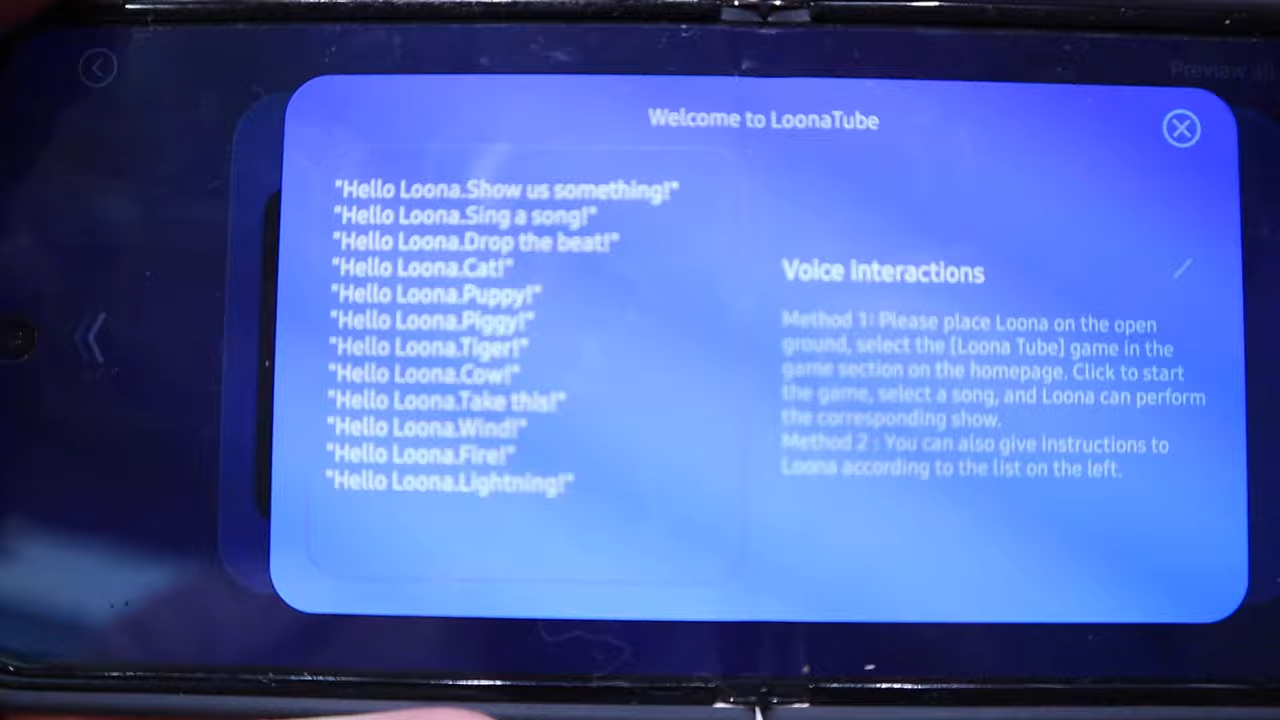 Preview all
Welcome to LoonaTube
"Hello Loona.Show us something!"
"Hello Loona.Sing a song!"
"Hello Loona.Drop the beat!"
"Hello Loona.Cat!"
"Hello Loona.Puppy!"
"Hello Loona.Piggy!"
"Hello Loona.Tiger!"
"Hello Loona.Cow!"
"Hello Loona.Take this!"
"Hello Loona.Wind!"
"Hello Loona.Fire!"
"Hello Loona.Lightning!"
Voice Interactions
Method 1: Please place Loona on the open
ground, select the [Loona Tube] game in the
game section on the homepage. Click to start
the game, select a song, and Loona can perform
the corresponding show.
Method 2 : You can also give instructions to
Loona according to the list on the left.